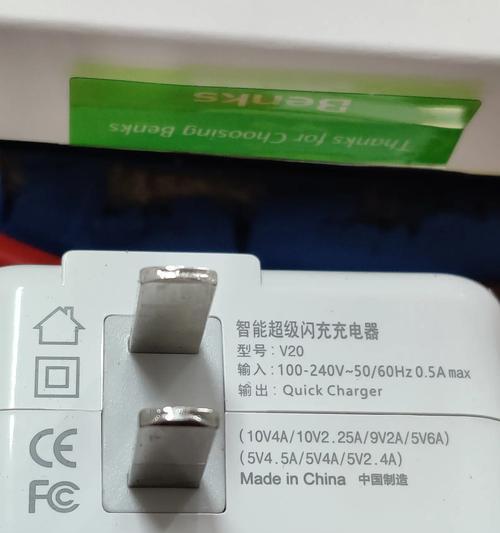 Benks
Thanks for Choosing Benks
智能超级闪充充电器
型号：V20
输入：100-240V~50/60Hz 0.5A max
输出：Quick Charger
(10V4A/10V2.25A/9V2A/5V6A)
(5V4.5A/5V4A/5V2.4A)
Made in China 中国制造
CE
FC